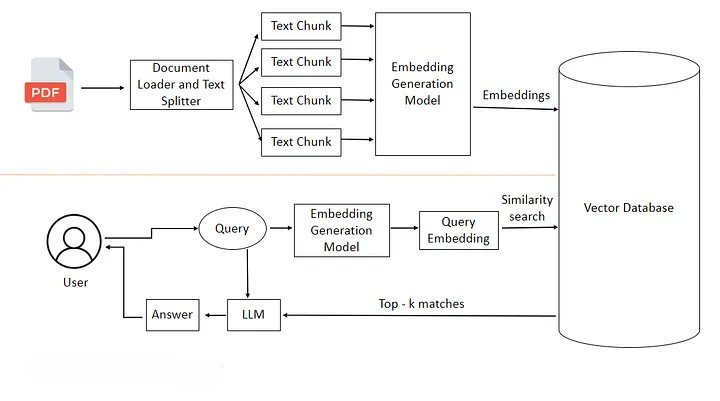 PDF
Document
Loader and Text
Splitter
Text Chunk
Text Chunk
Text Chunk
Text Chunk
Embedding
Generation
Model
Embeddings
Vector Database
User
Query
Embedding
Generation
Model
Query
Embedding
Similarity
search
Top - k matches
LLM
Answer